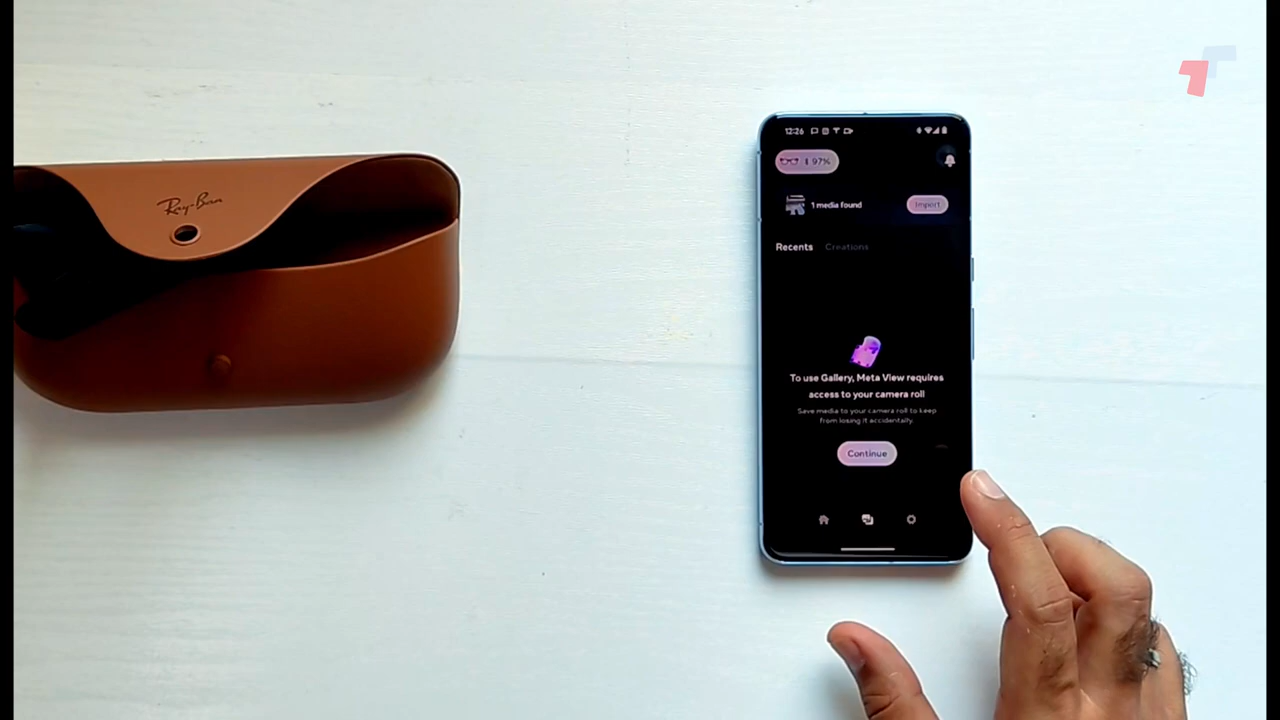 Ray-Ban
12:26
97%
1 media found
Import
Recents
Creations
To use Gallery, Meta View requires
access to your camera roll
Save media to your camera roll to keep
from losing it accidentally.
Continue